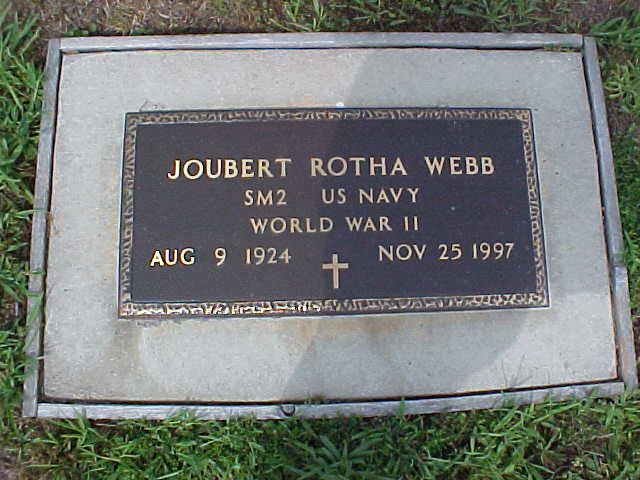 JOUBERT ROTHA WEBB
SM2 US NAVY
WORLD WAR II
AUG 9 1924 NOV 25 1997